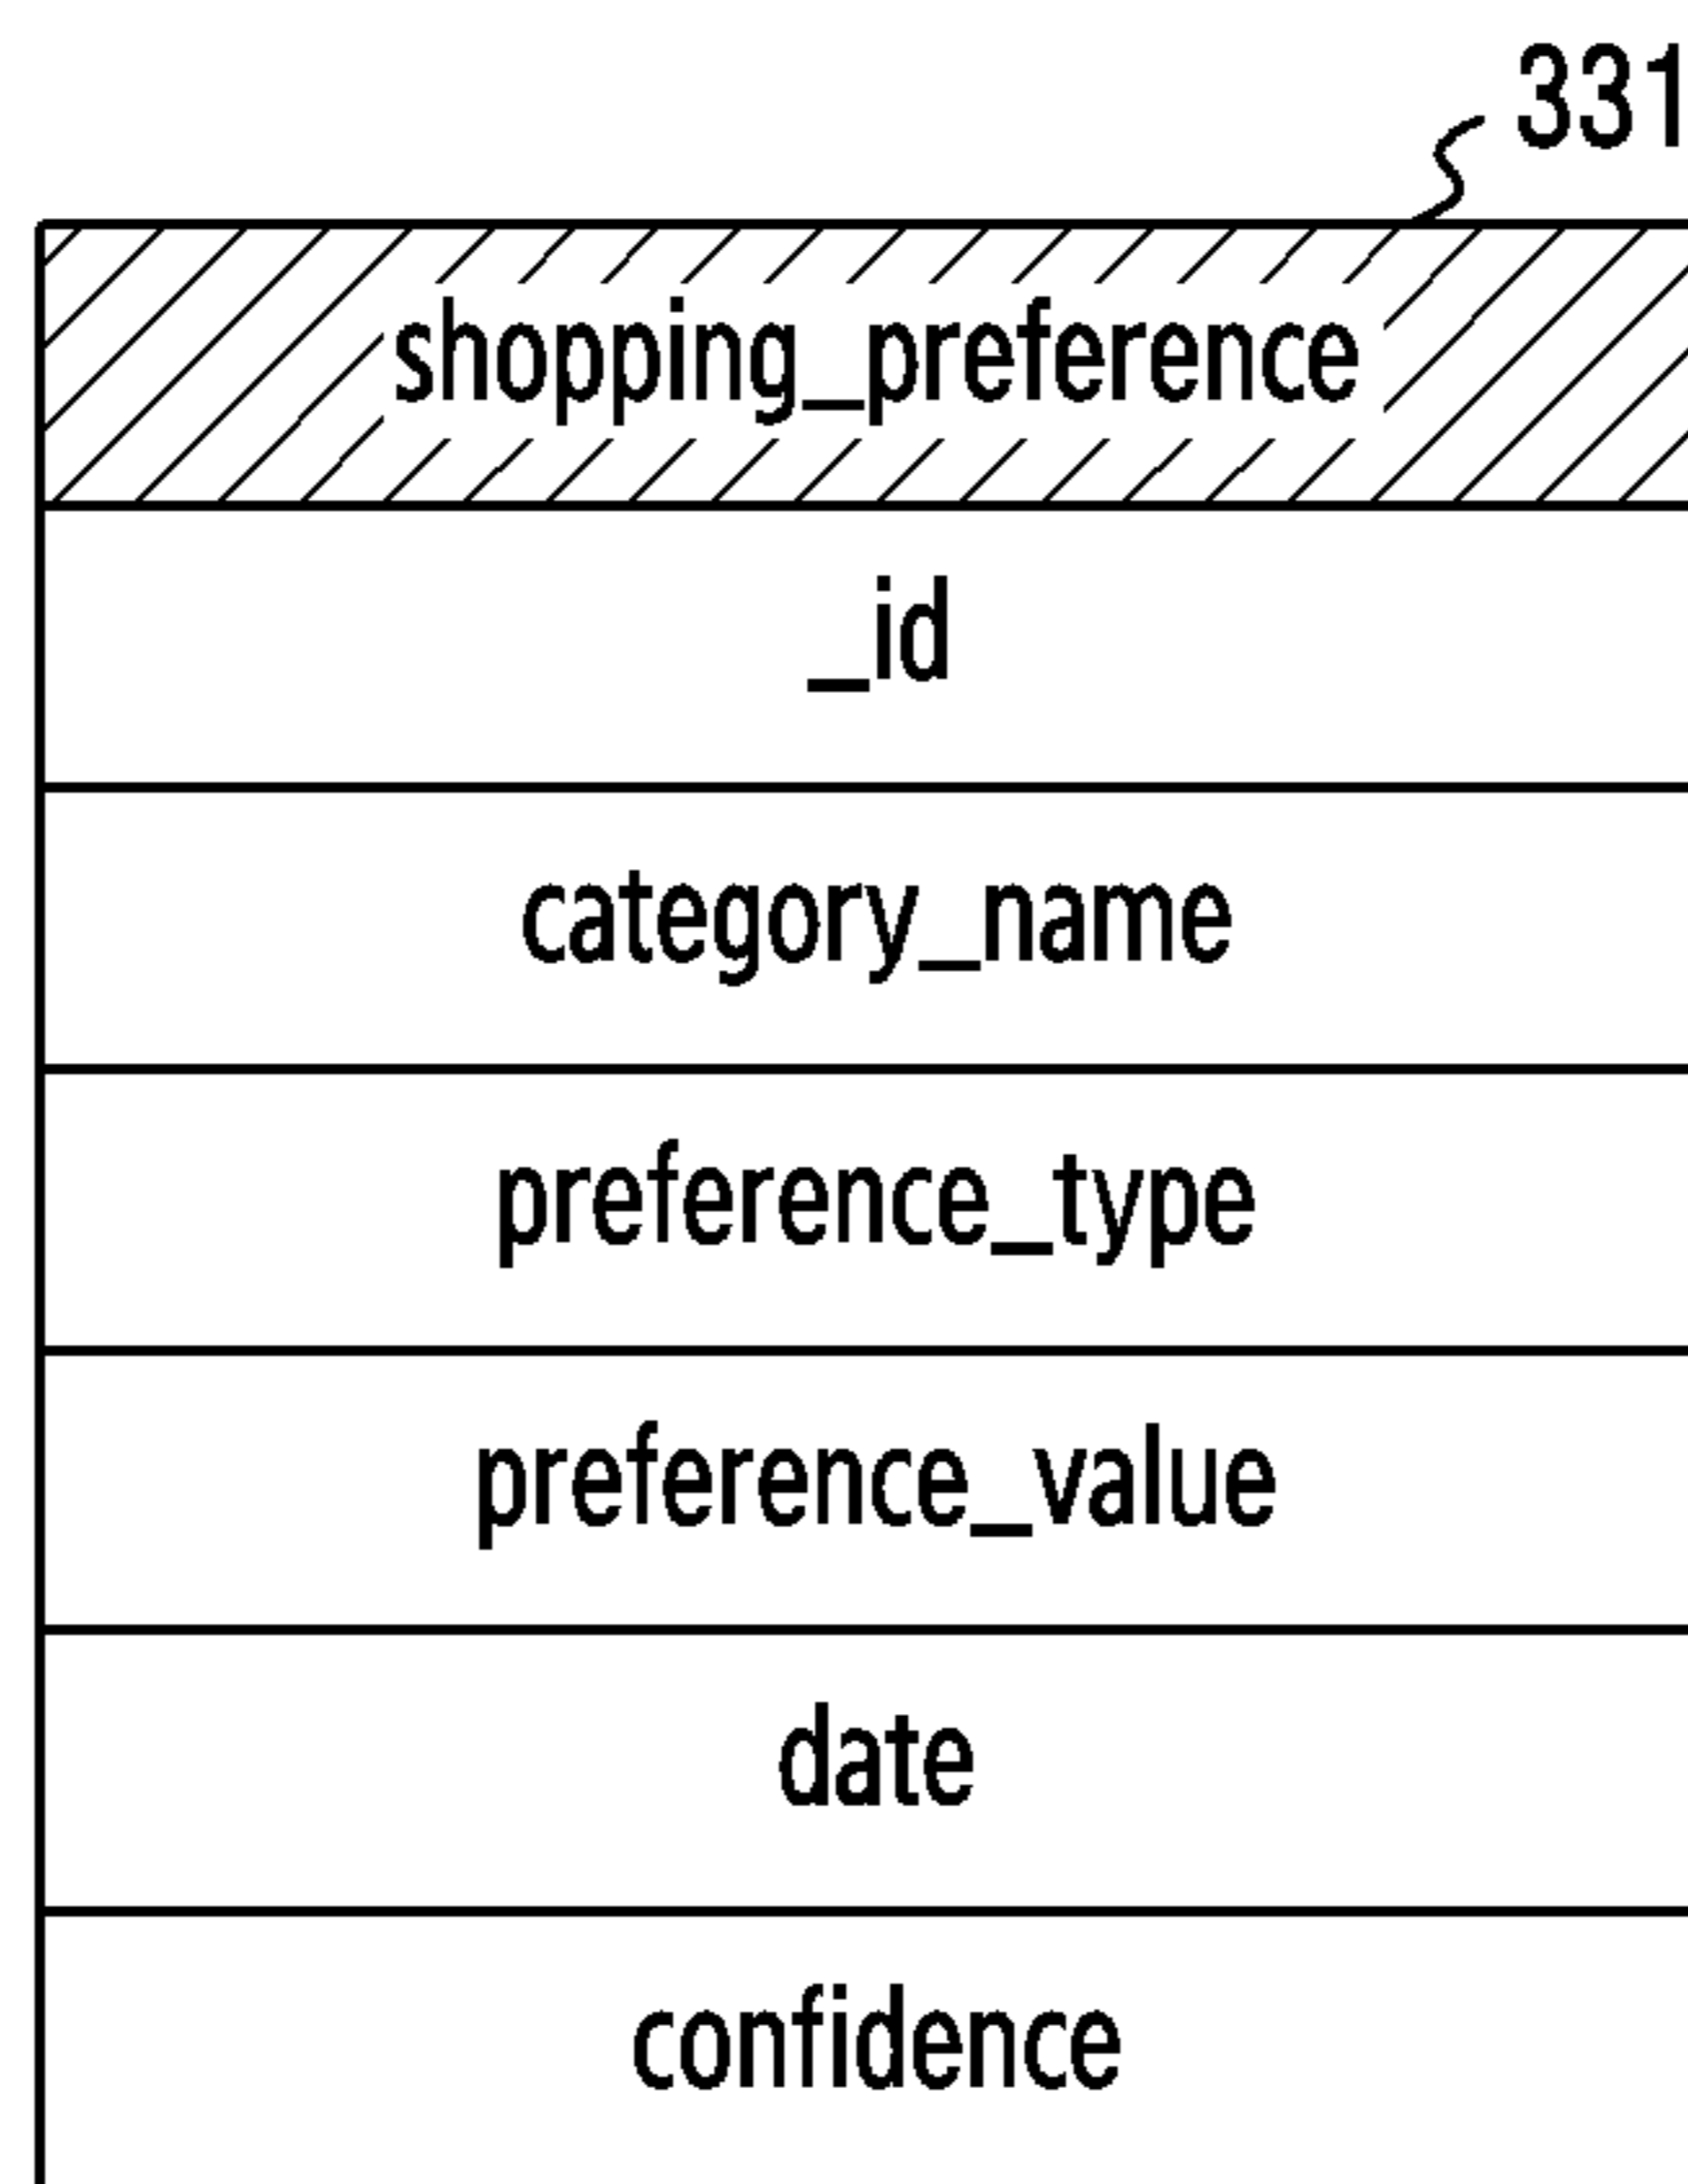 331
shopping_preference
_id
category_name
preference_type
preference_value
date
confidence